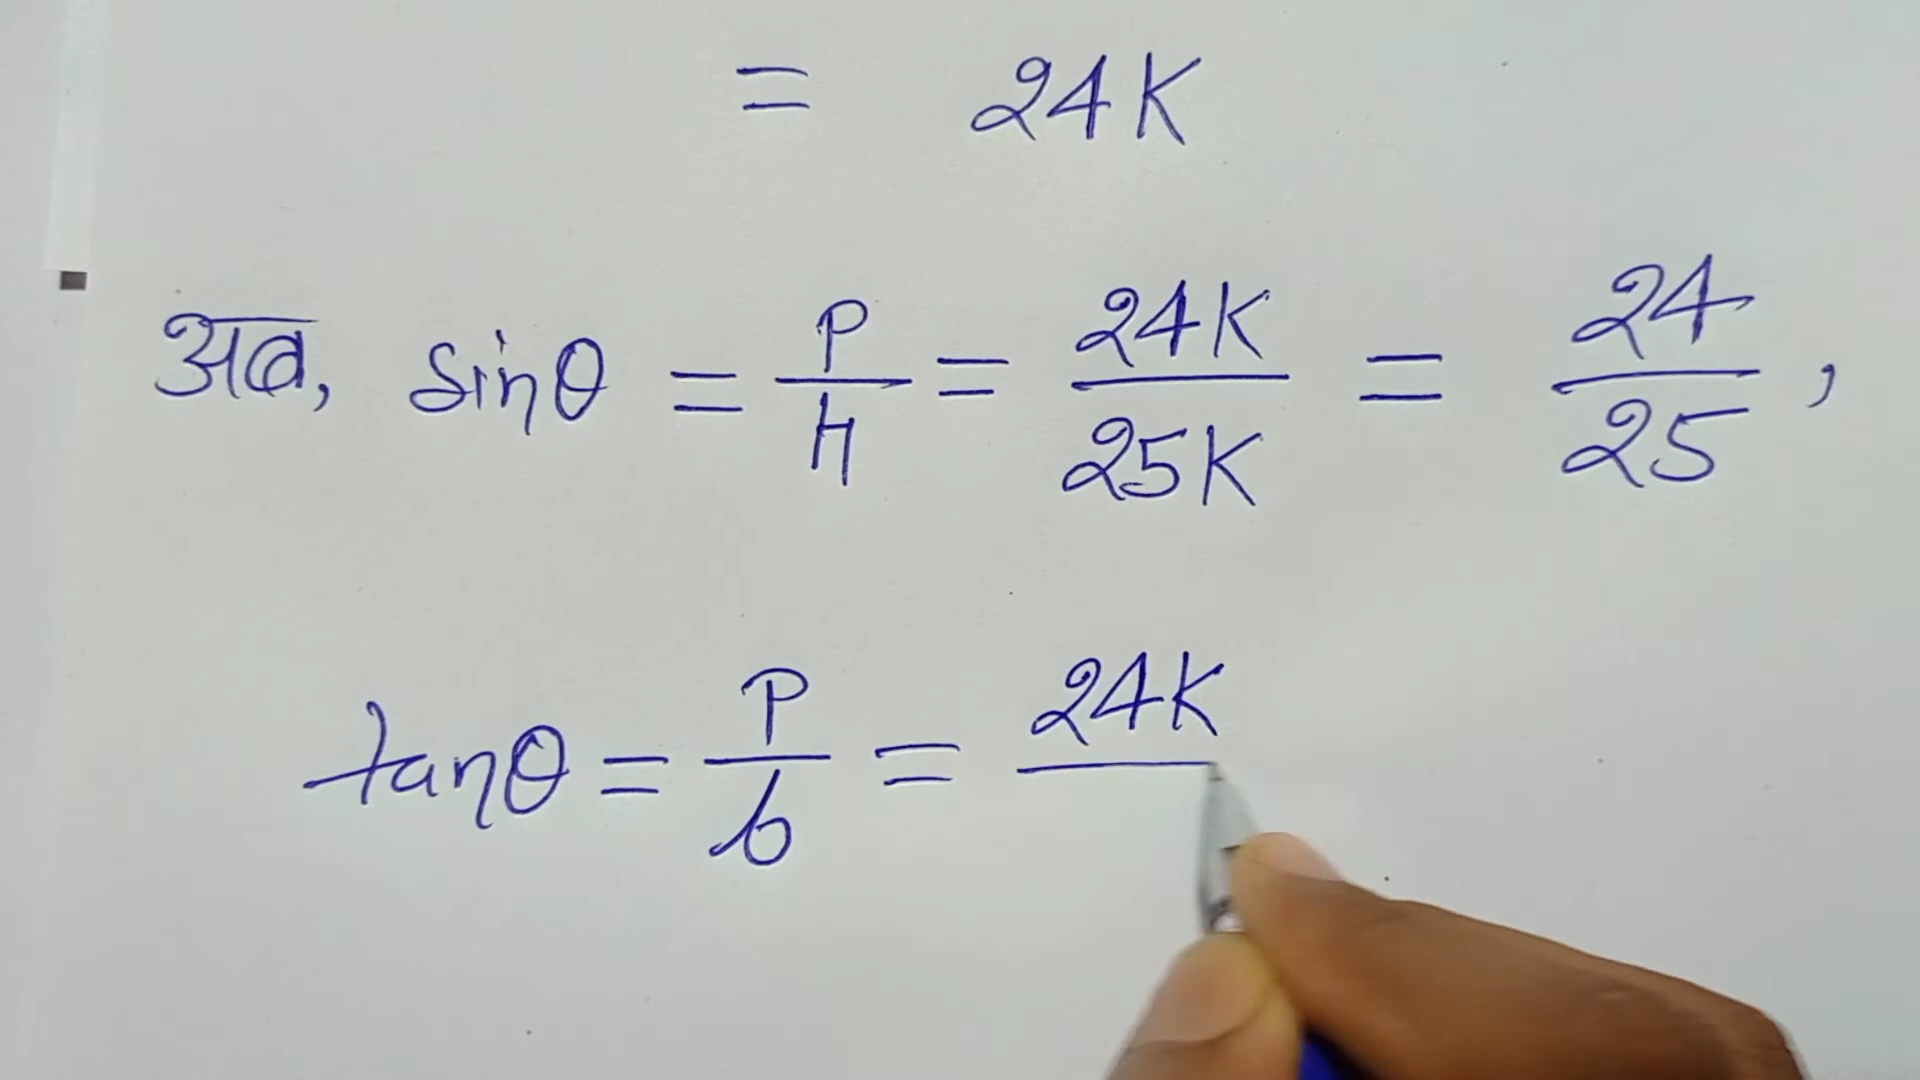 = 24K
अब, sinθ = P/H = 24K/25K = 24/25,
tanθ = P/b = 24K